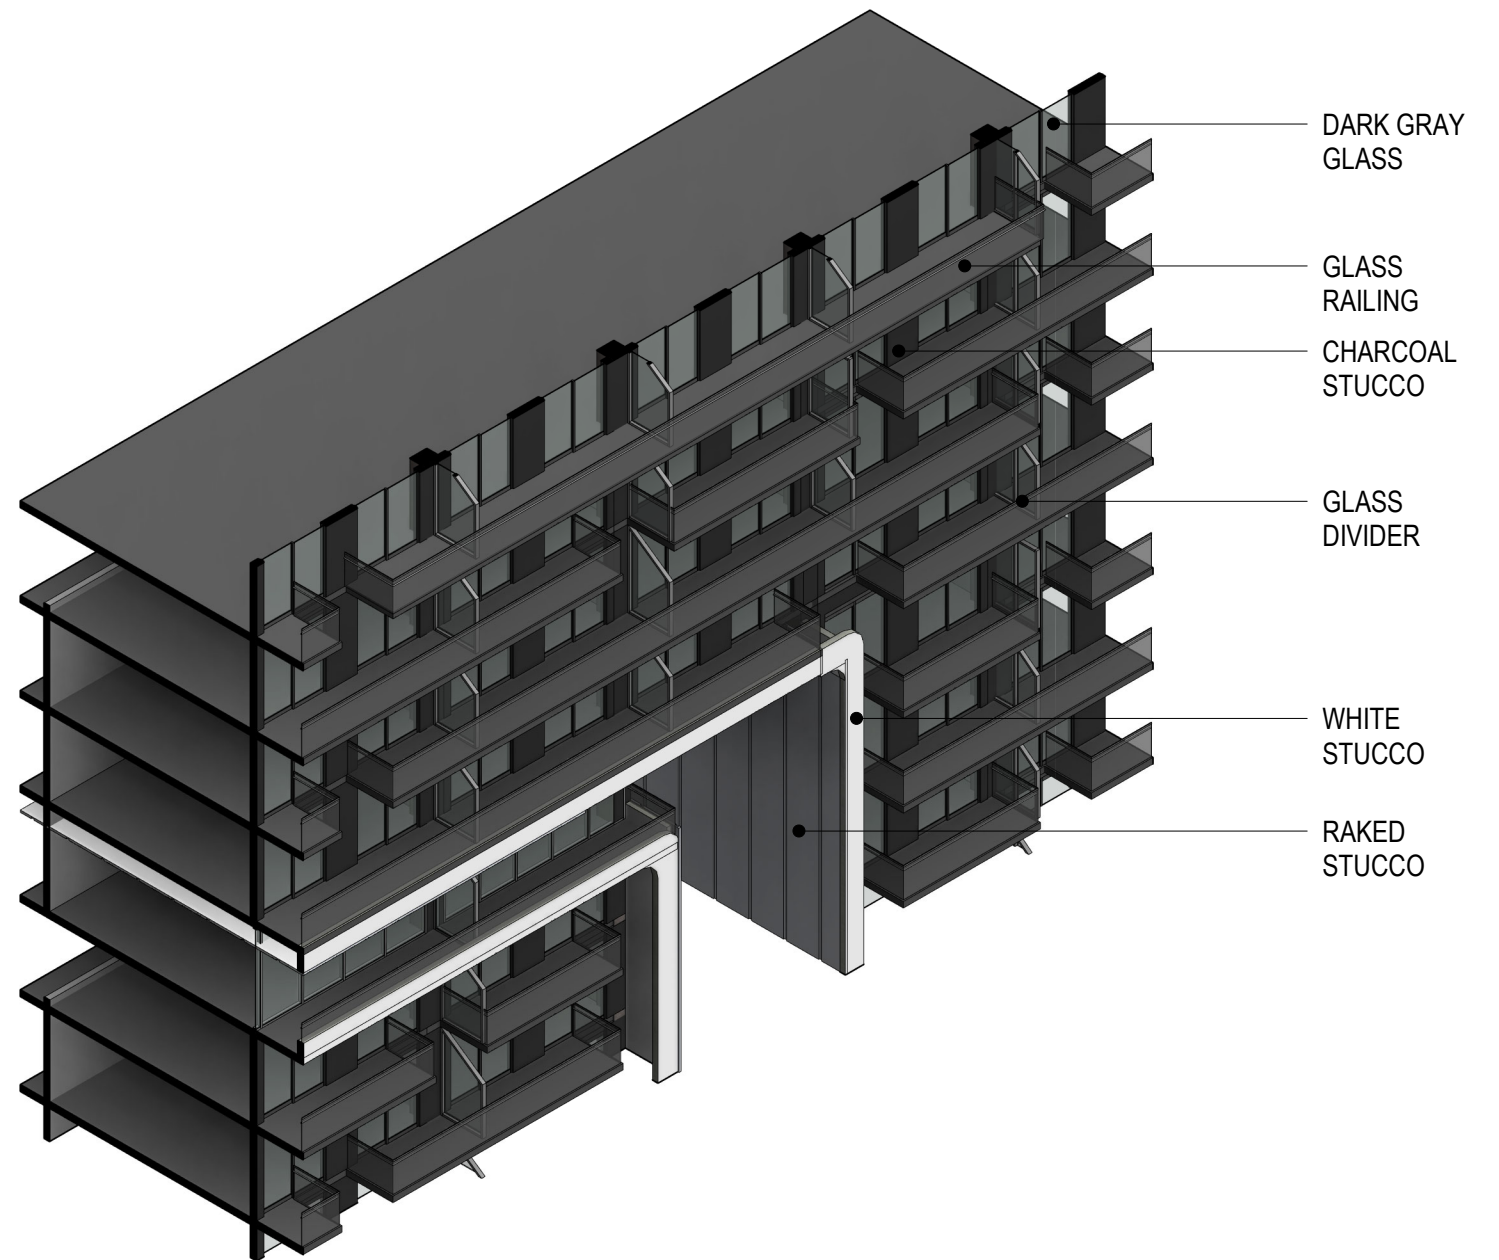 DARK GRAY
GLASS
GLASS
RAILING
CHARCOAL
STUCCO
GLASS
DIVIDER
WHITE
STUCCO
RAKED
STUCCO